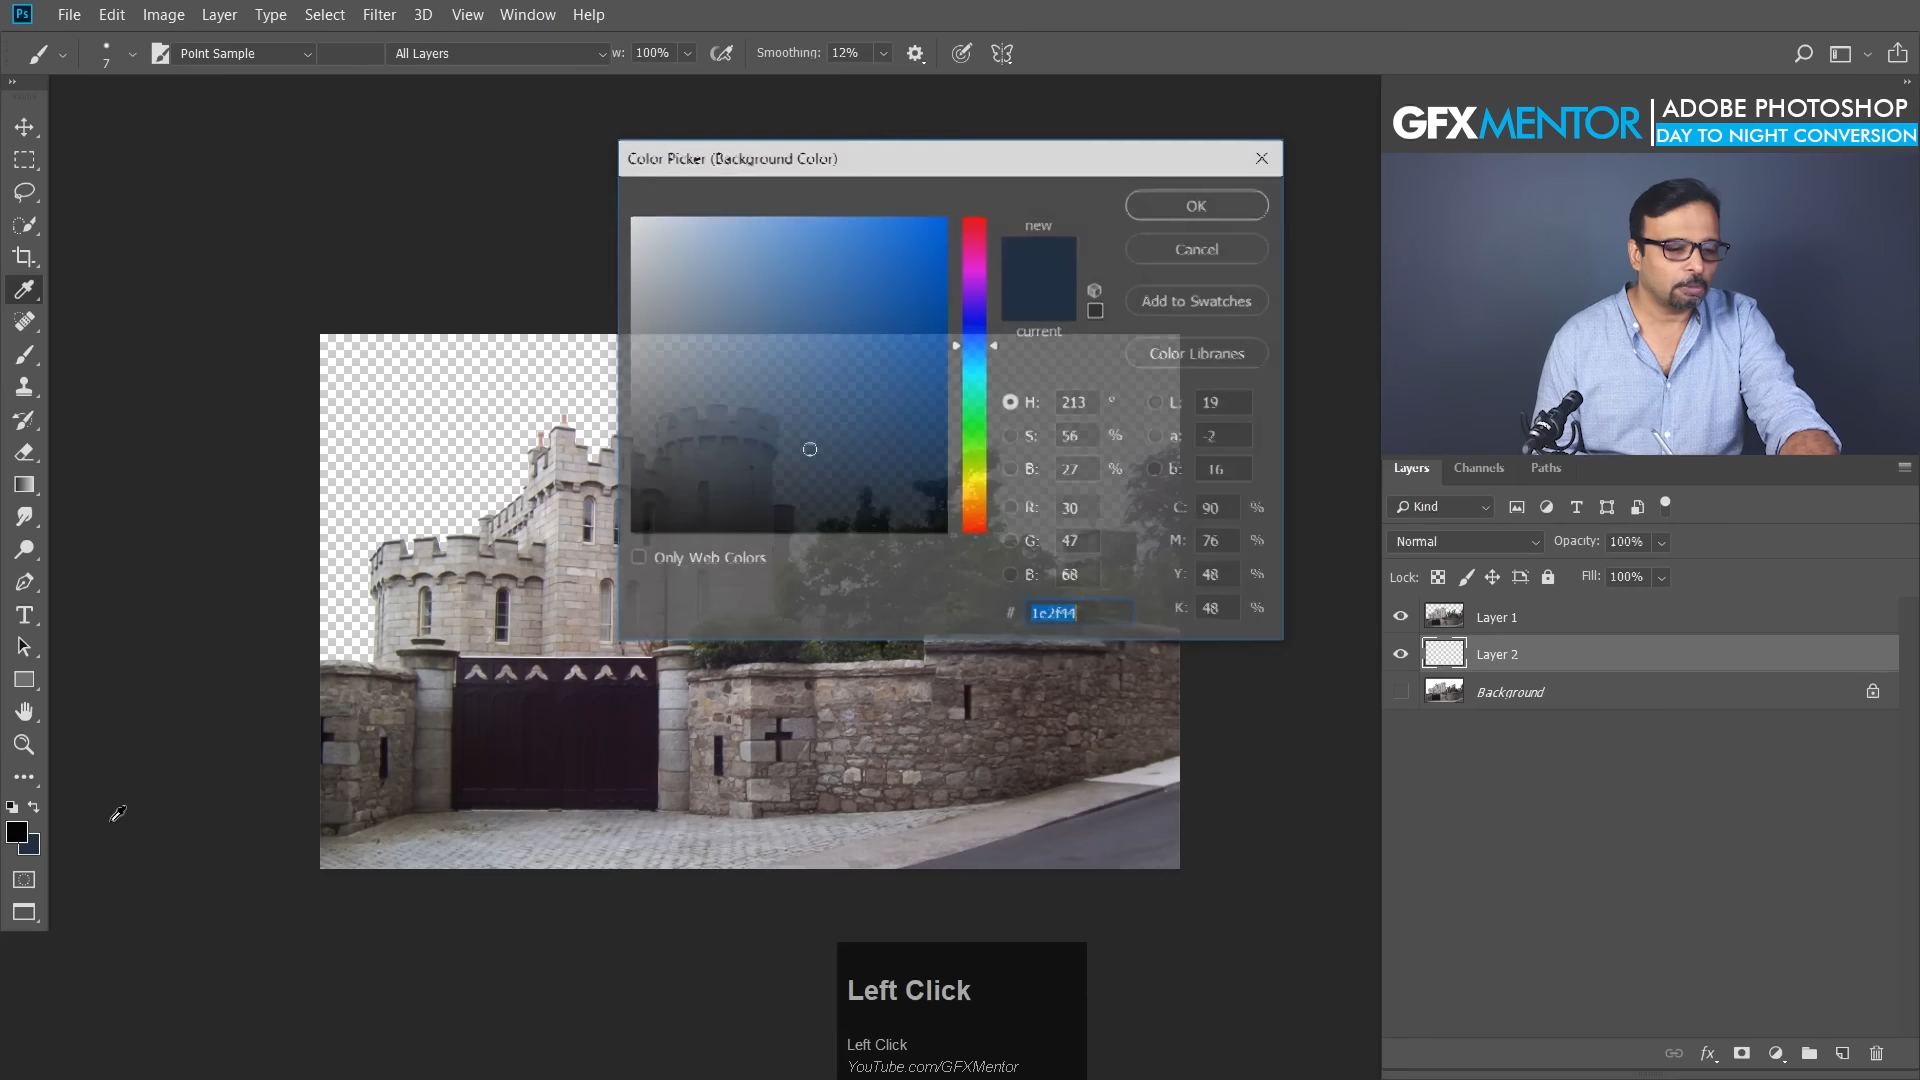 Ps File Edit Image Layer Type Select Filter 3D View Window Help
7 Point Sample All Layers w: 100% Smoothing: 12%
GFXMENTOR ADOBE PHOTOSHOP
DAY TO NIGHT CONVERSION
Color Picker (Background Color)
OK
new
Cancel
Add to Swatches
current
Color Libraries
H: 213 ° L: 19
S: 56 % a: -2
B: 27 % b: -16
R: 30 C: 90 %
G: 47 M: 76 %
B: 68 Y: 48 %
# 1e2f44 K: 48 %
Only Web Colors
Layers Channels Paths
Kind
Normal Opacity: 100%
Lock: Fill: 100%
Layer 1
Layer 2
Background
fx
Left Click
Left Click
YouTube.com/GFXMentor